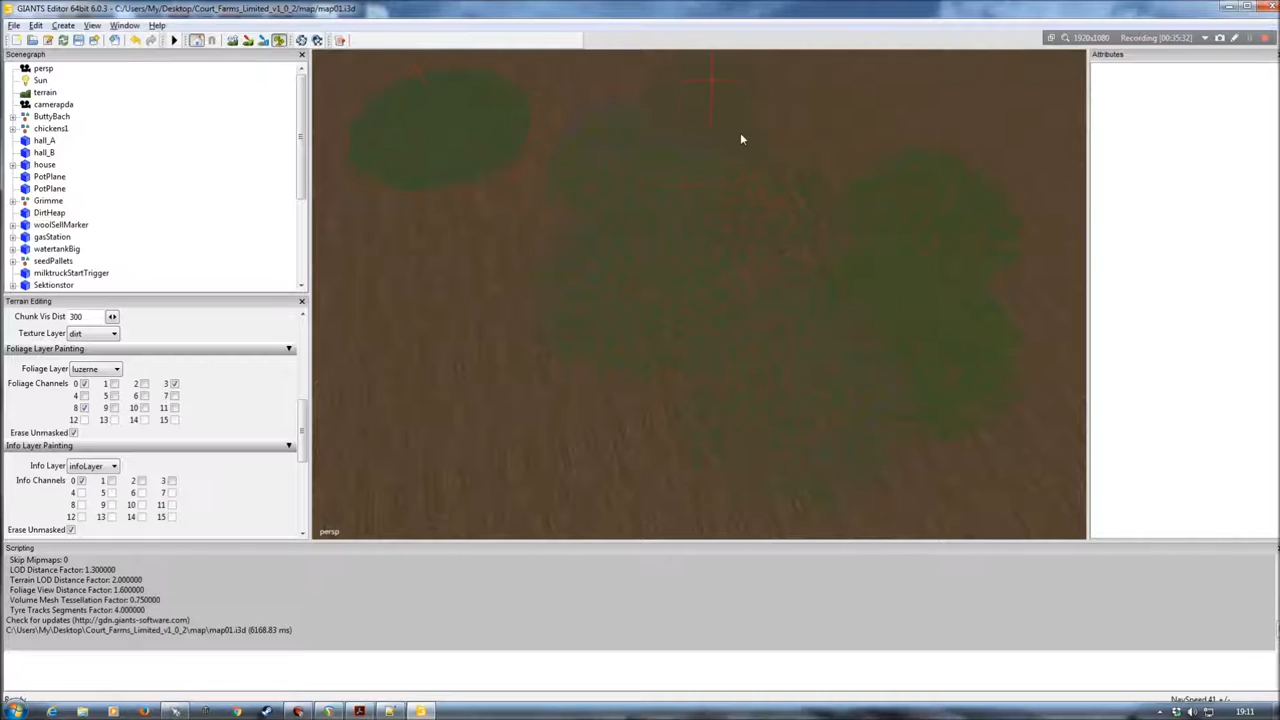 GIANTS Editor 64bit 6.0.3 - C:/Users/My/Desktop/Court_Farms_Limited_v1_0_2/map/map01.i3d
File Edit Create View Window Help
1920x1080 Recording [00:35:32]
Scenegraph
Attributes
persp
Sun
terrain
camerapda
ButtyBach
chickens1
hall_A
hall_B
house
PotPlane
PotPlane
Grimme
DirtHeap
woolSellMarker
gasStation
watertankBig
seedPallets
milktruckStartTrigger
Sektionstor
Terrain Editing
Chunk Vis Dist 300
Texture Layer dirt
Foliage Layer Painting
Foliage Layer luzerne
Foliage Channels 0 1 2 3
4 5 6 7
8 9 10 11
12 13 14 15
Erase Unmasked
Info Layer Painting
Info Layer infoLayer
Info Channels 0 1 2 3
4 5 6 7
8 9 10 11
12 13 14 15
Erase Unmasked
persp
Scripting
Skip Mipmaps: 0
LOD Distance Factor: 1.300000
Terrain LOD Distance Factor: 2.000000
Foliage View Distance Factor: 1.600000
Volume Mesh Tessellation Factor: 0.750000
Tyre Tracks Segments Factor: 4.000000
Check for updates (http://gdn.giants-software.com)
C:\Users\My\Desktop\Court_Farms_Limited_v1_0_2\map\map01.i3d (6168.83 ms)
NavSpeed 41 +/-
19:11